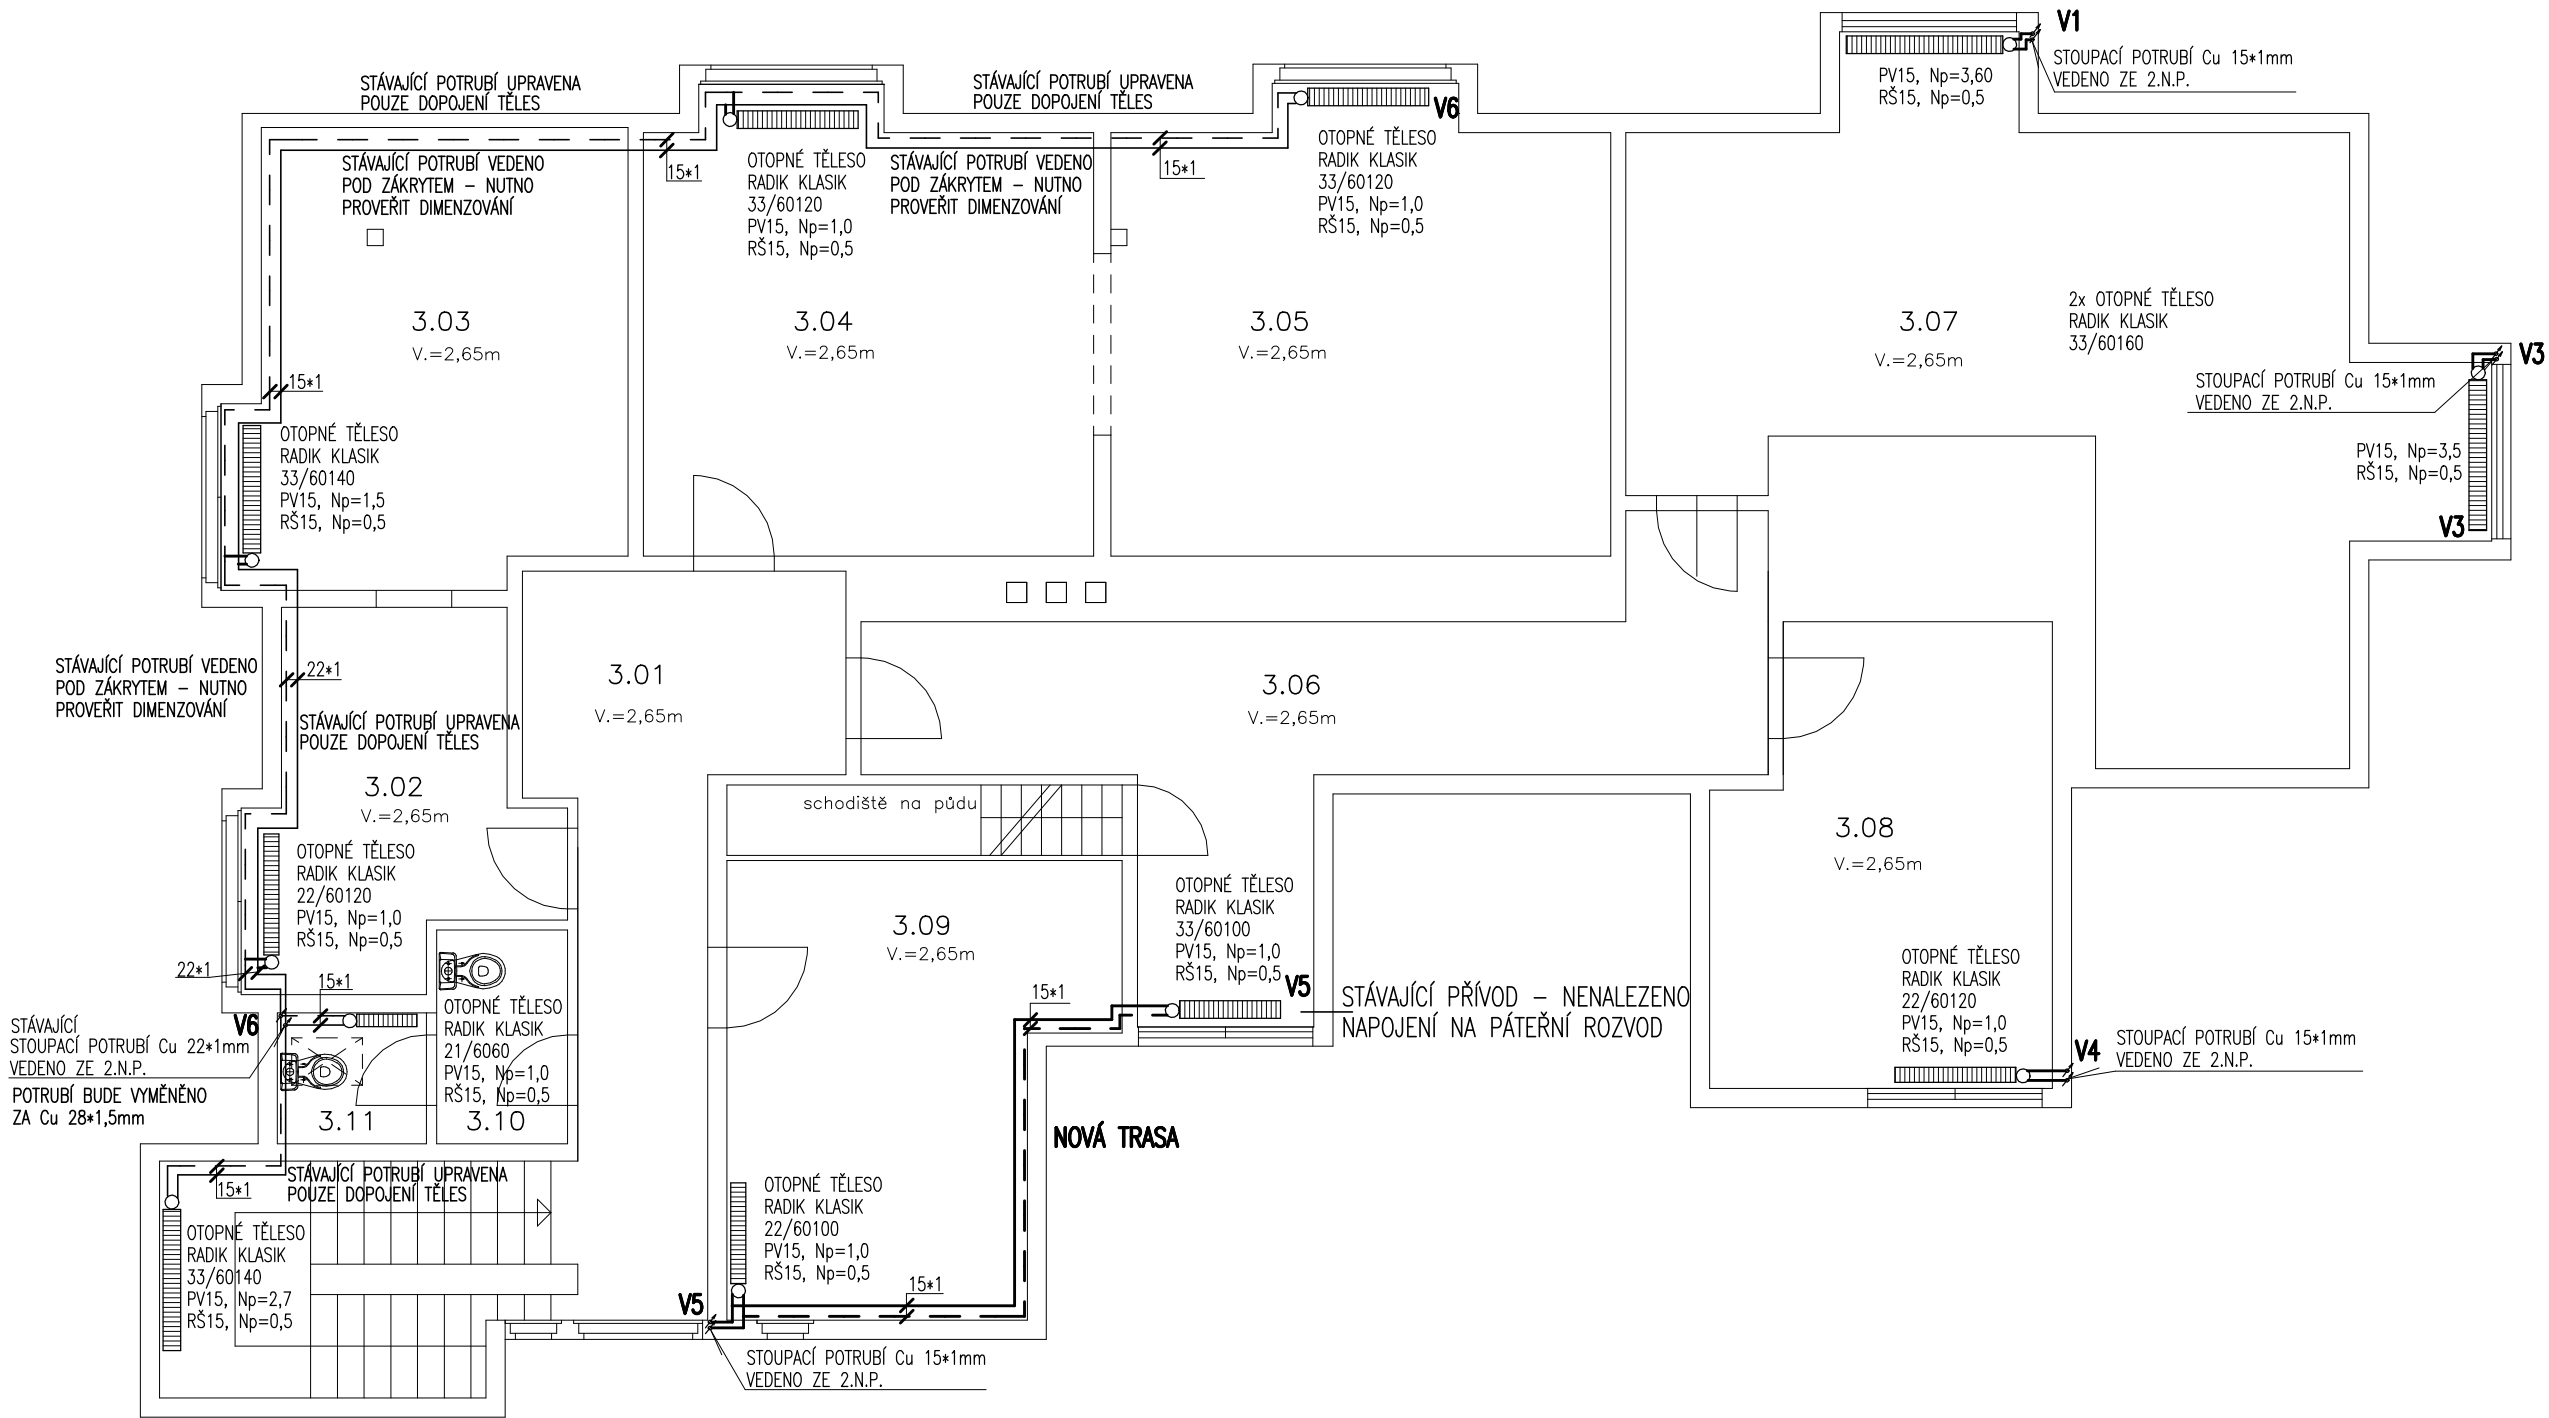 V1
STOUPACÍ POTRUBÍ Cu 15*1mm
VEDENO ZE 2.N.P.
PV15, Np=3,60
RŠ15, Np=0,5
STÁVAJÍCÍ POTRUBÍ UPRAVENA
POUZE DOPOJENÍ TĚLES
STÁVAJÍCÍ POTRUBÍ UPRAVENA
POUZE DOPOJENÍ TĚLES
V6
STÁVAJÍCÍ POTRUBÍ VEDENO
POD ZÁKRYTEM – NUTNO
PROVEŘIT DIMENZOVÁNÍ
15*1
OTOPNÉ TĚLESO
RADIK KLASIK
33/60120
PV15, Np=1,0
RŠ15, Np=0,5
STÁVAJÍCÍ POTRUBÍ VEDENO
POD ZÁKRYTEM – NUTNO
PROVEŘIT DIMENZOVÁNÍ
15*1
OTOPNÉ TĚLESO
RADIK KLASIK
33/60120
PV15, Np=1,0
RŠ15, Np=0,5
3.03
V.=2,65m
3.04
V.=2,65m
3.05
V.=2,65m
3.07
V.=2,65m
2x OTOPNÉ TĚLESO
RADIK KLASIK
33/60160
V3
STOUPACÍ POTRUBÍ Cu 15*1mm
VEDENO ZE 2.N.P.
PV15, Np=3,5
RŠ15, Np=0,5
V3
15*1
OTOPNÉ TĚLESO
RADIK KLASIK
33/60140
PV15, Np=1,5
RŠ15, Np=0,5
STÁVAJÍCÍ POTRUBÍ VEDENO
POD ZÁKRYTEM – NUTNO
PROVEŘIT DIMENZOVÁNÍ
22*1
STÁVAJÍCÍ POTRUBÍ UPRAVENA
POUZE DOPOJENÍ TĚLES
3.01
V.=2,65m
3.06
V.=2,65m
3.02
V.=2,65m
schodiště na půdu
3.08
V.=2,65m
OTOPNÉ TĚLESO
RADIK KLASIK
22/60120
PV15, Np=1,0
RŠ15, Np=0,5
22*1
15*1
3.09
V.=2,65m
OTOPNÉ TĚLESO
RADIK KLASIK
33/60100
PV15, Np=1,0
RŠ15, Np=0,5
V5
15*1
STÁVAJÍCÍ PŘÍVOD – NENALEZENO
NAPOJENÍ NA PÁTEŘNÍ ROZVOD
OTOPNÉ TĚLESO
RADIK KLASIK
22/60120
PV15, Np=1,0
RŠ15, Np=0,5
V4
STOUPACÍ POTRUBÍ Cu 15*1mm
VEDENO ZE 2.N.P.
V6
STÁVAJÍCÍ
STOUPACÍ POTRUBÍ Cu 22*1mm
VEDENO ZE 2.N.P.
POTRUBÍ BUDE VYMĚNĚNO
ZA Cu 28*1,5mm
OTOPNÉ TĚLESO
RADIK KLASIK
21/6060
PV15, Np=1,0
RŠ15, Np=0,5
3.11
3.10
NOVÁ TRASA
STÁVAJÍCÍ POTRUBÍ UPRAVENA
POUZE DOPOJENÍ TĚLES
15*1
OTOPNÉ TĚLESO
RADIK KLASIK
33/60140
PV15, Np=2,7
RŠ15, Np=0,5
OTOPNÉ TĚLESO
RADIK KLASIK
22/60100
PV15, Np=1,0
RŠ15, Np=0,5
15*1
V5
STOUPACÍ POTRUBÍ Cu 15*1mm
VEDENO ZE 2.N.P.